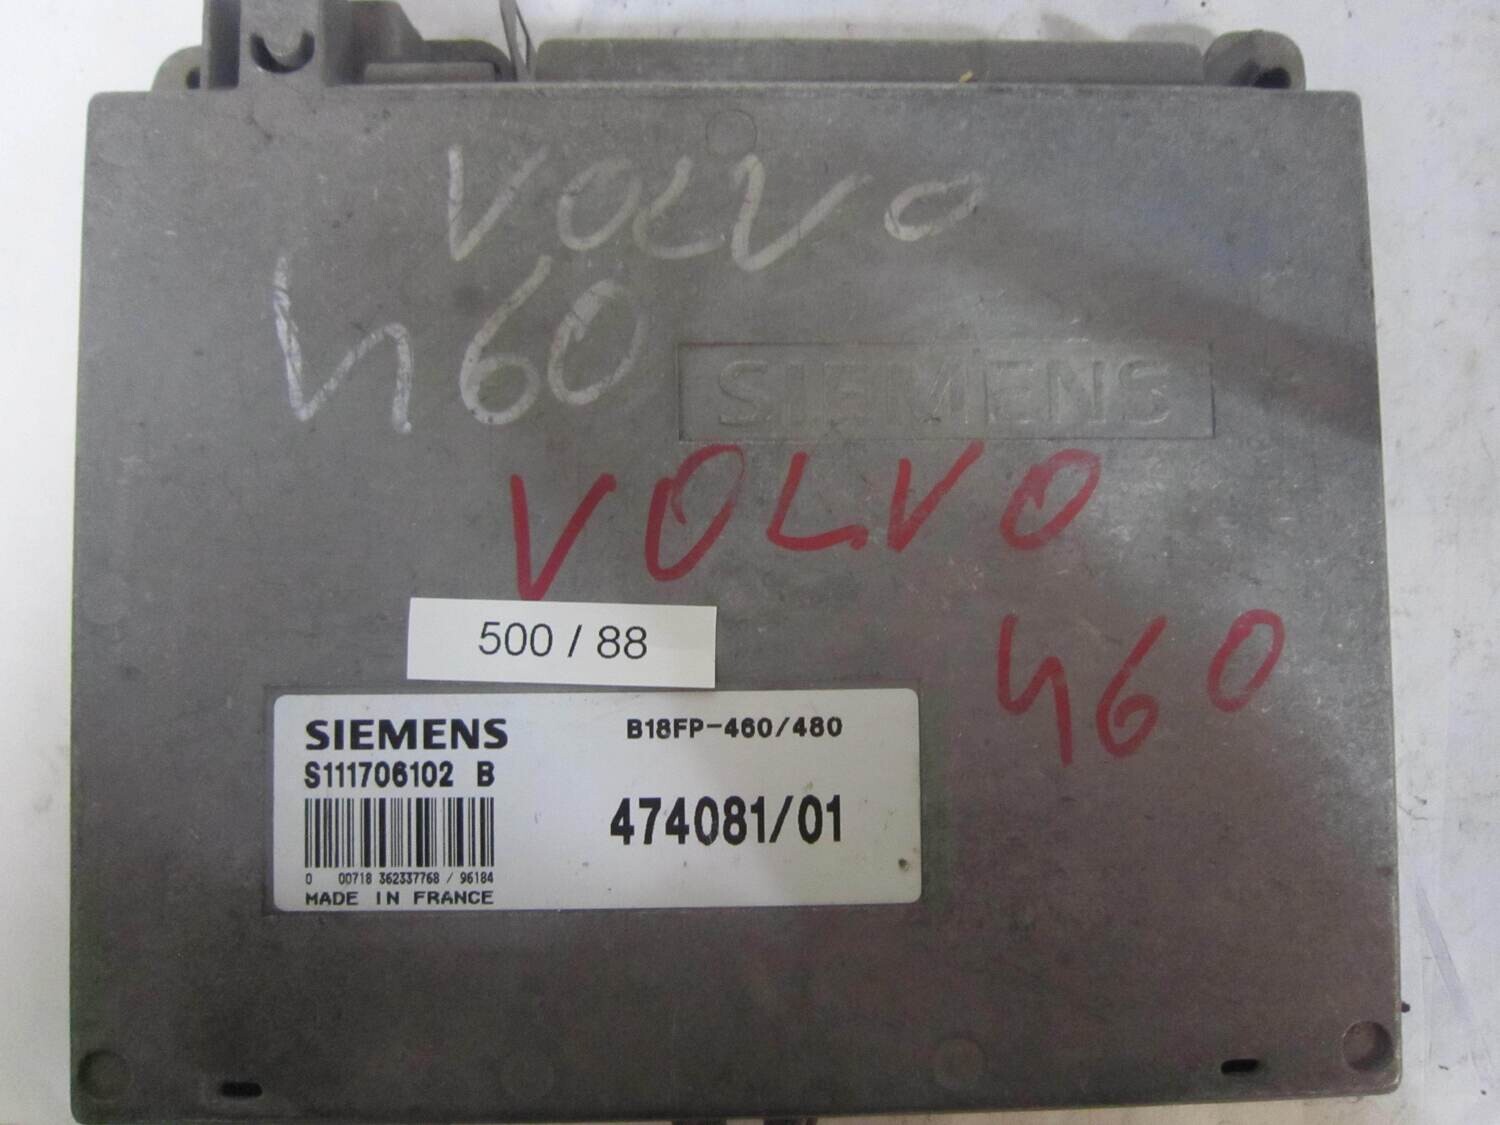 VOLVO
460
SIEMENS
VOLVO
460
500 / 88
SIEMENS
B18FP-460/480
S111706102 B
474081/01
0 00718 362337768 / 96184
MADE IN FRANCE